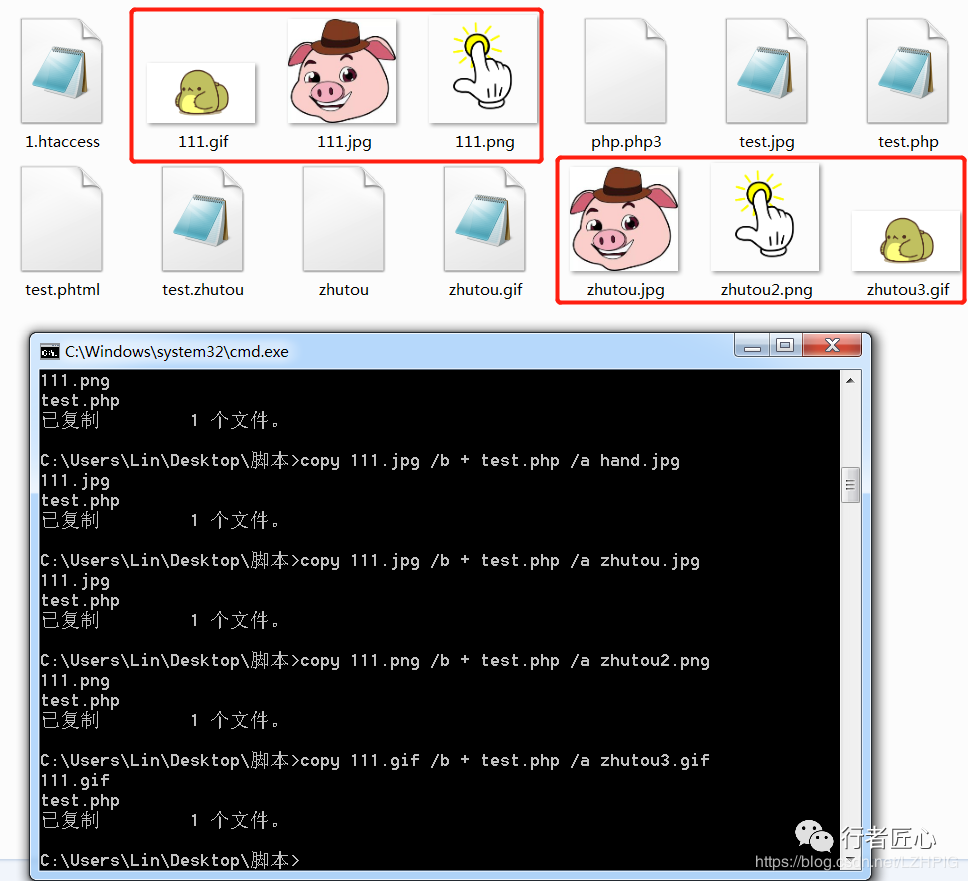 1.htaccess
111.gif
111.jpg
111.png
php.php3
test.jpg
test.php
test.phtml
test.zhutou
zhutou
zhutou.gif
zhutou.jpg
zhutou2.png
zhutou3.gif
C:\Windows\system32\cmd.exe
111.png
test.php
已复制         1 个文件。
C:\Users\Lin\Desktop\脚本>copy 111.jpg /b + test.php /a hand.jpg
111.jpg
test.php
已复制         1 个文件。
C:\Users\Lin\Desktop\脚本>copy 111.jpg /b + test.php /a zhutou.jpg
111.jpg
test.php
已复制         1 个文件。
C:\Users\Lin\Desktop\脚本>copy 111.png /b + test.php /a zhutou2.png
111.png
test.php
已复制         1 个文件。
C:\Users\Lin\Desktop\脚本>copy 111.gif /b + test.php /a zhutou3.gif
111.gif
test.php
已复制         1 个文件。
C:\Users\Lin\Desktop\脚本>
行者匠心
https://blog.csdn.net/LZHPIG